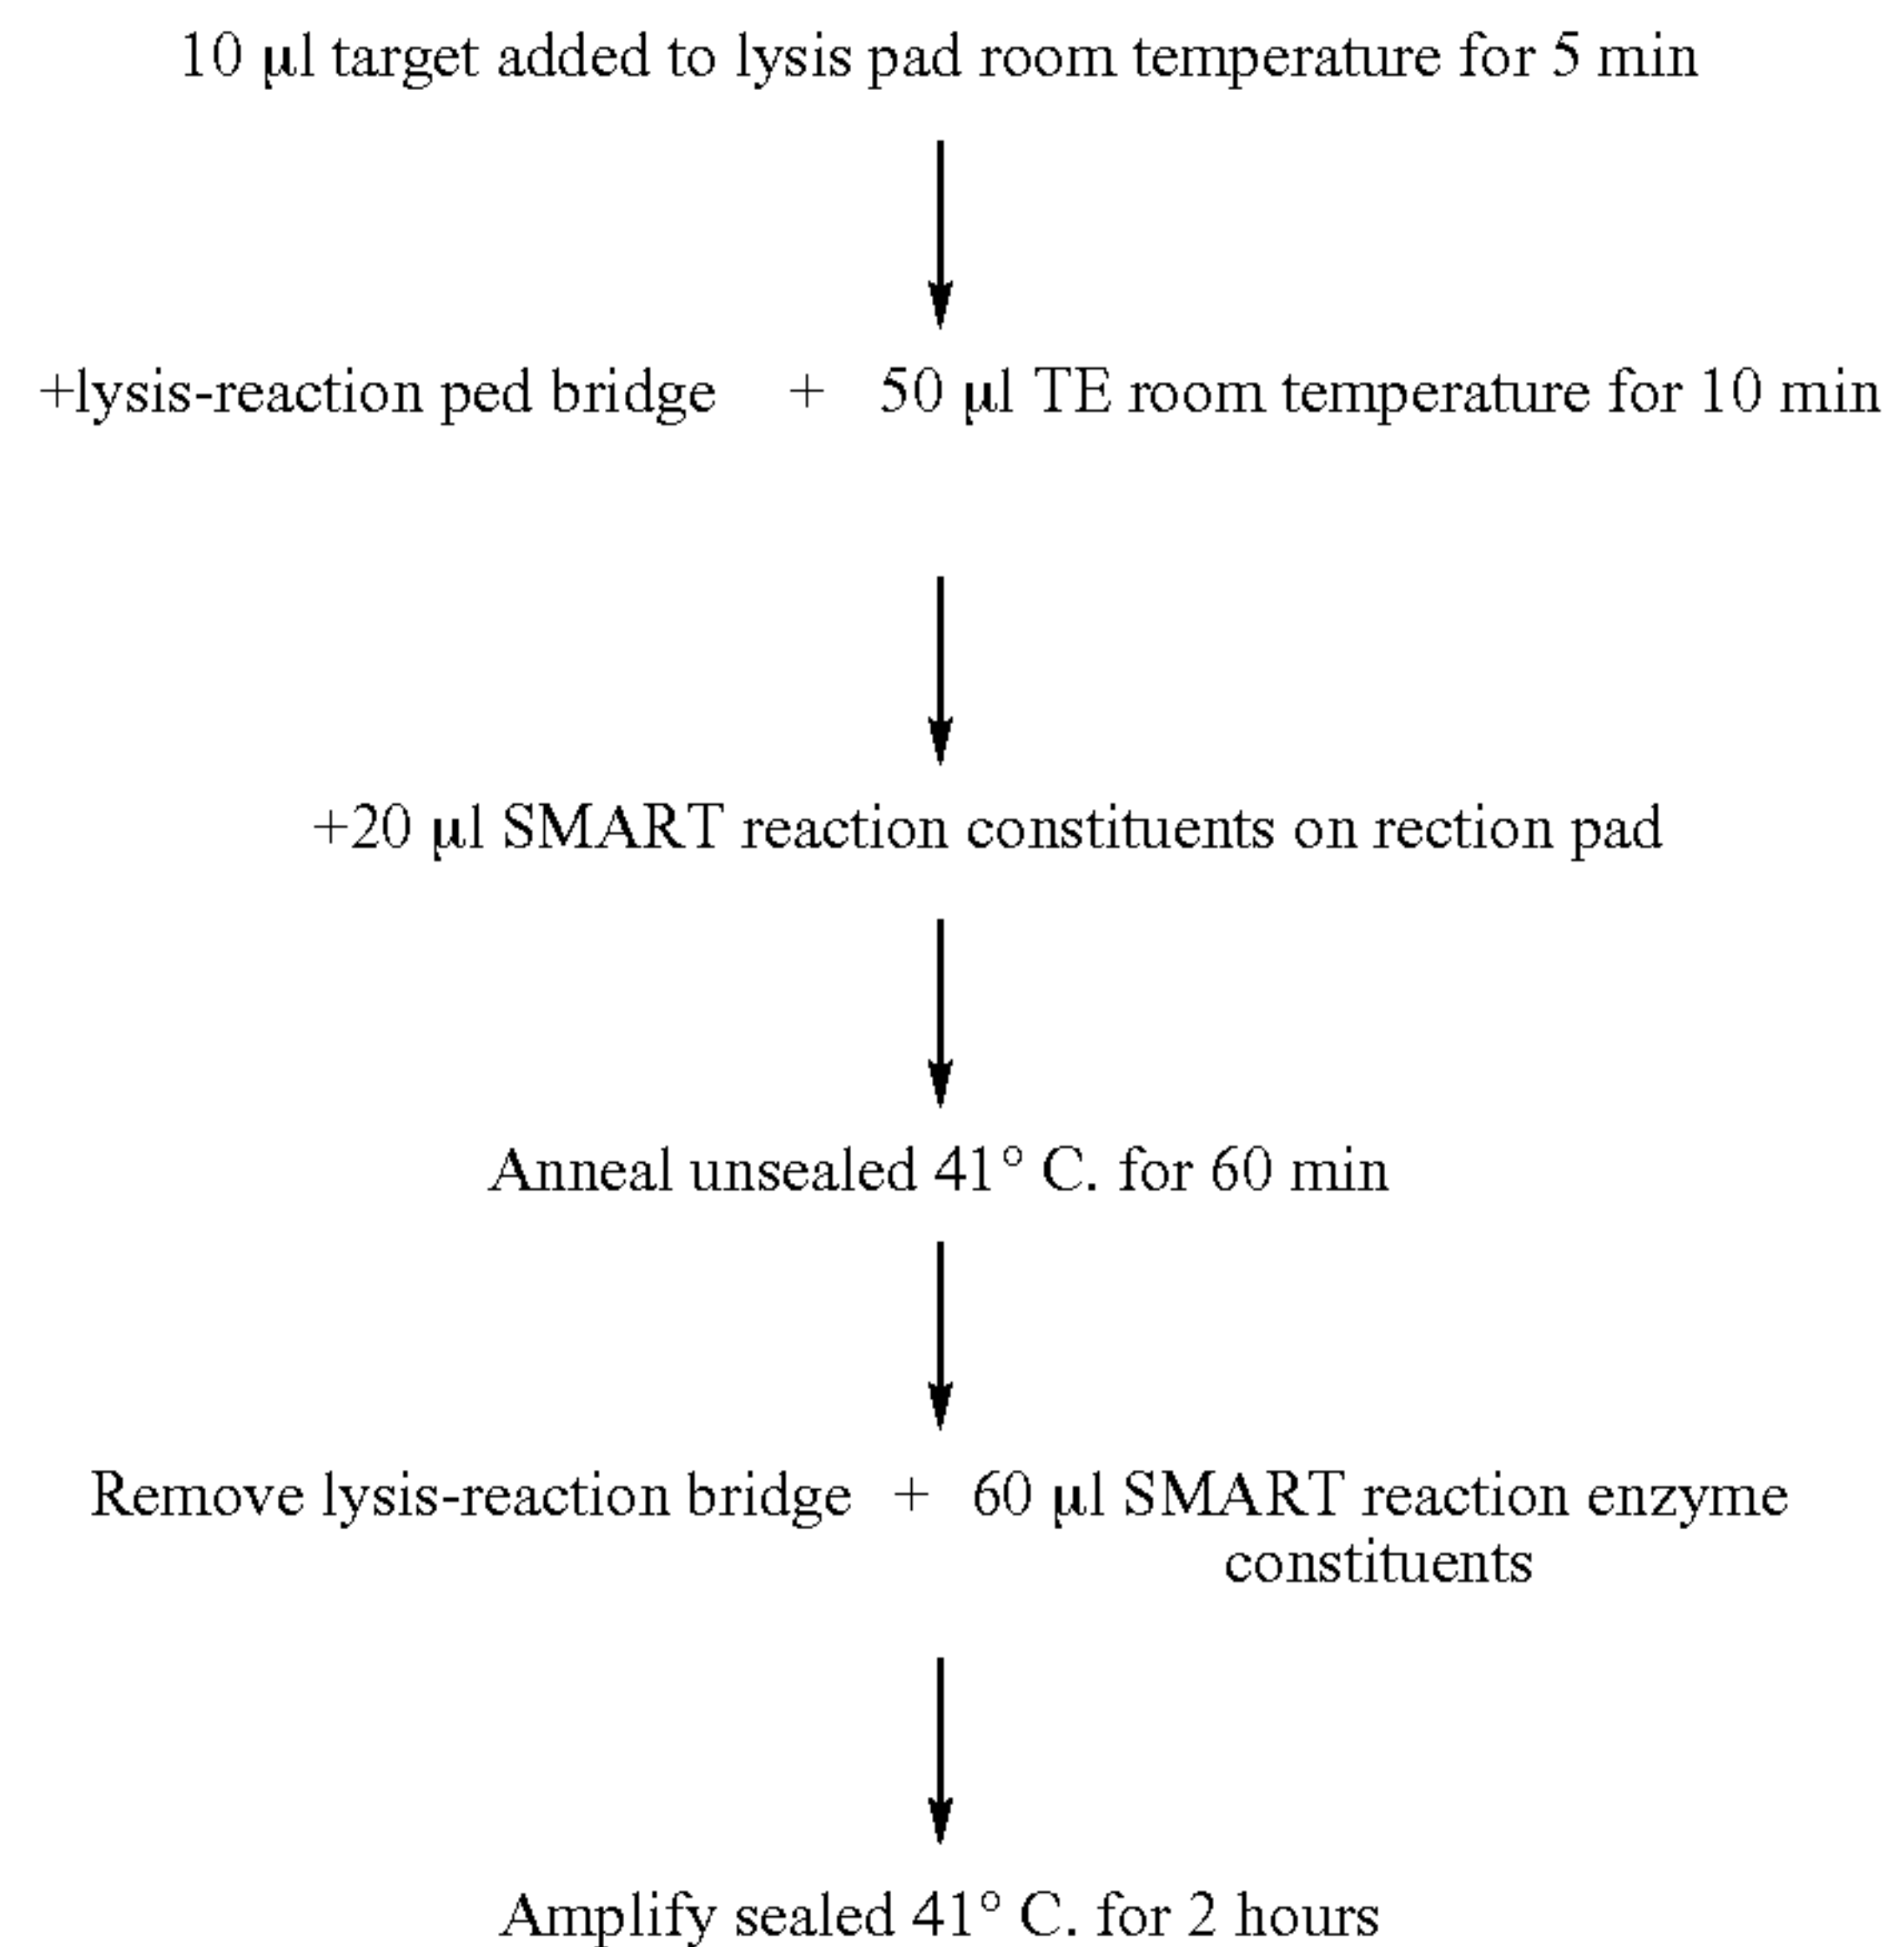 10 µl target added to lysis pad room temperature for 5 min
+lysis-reaction ped bridge + 50 µl TE room temperature for 10 min
+20 µl SMART reaction constituents on rection pad
Anneal unsealed 41° C. for 60 min
Remove lysis-reaction bridge + 60 µl SMART reaction enzyme
constituents
Amplify sealed 41° C. for 2 hours